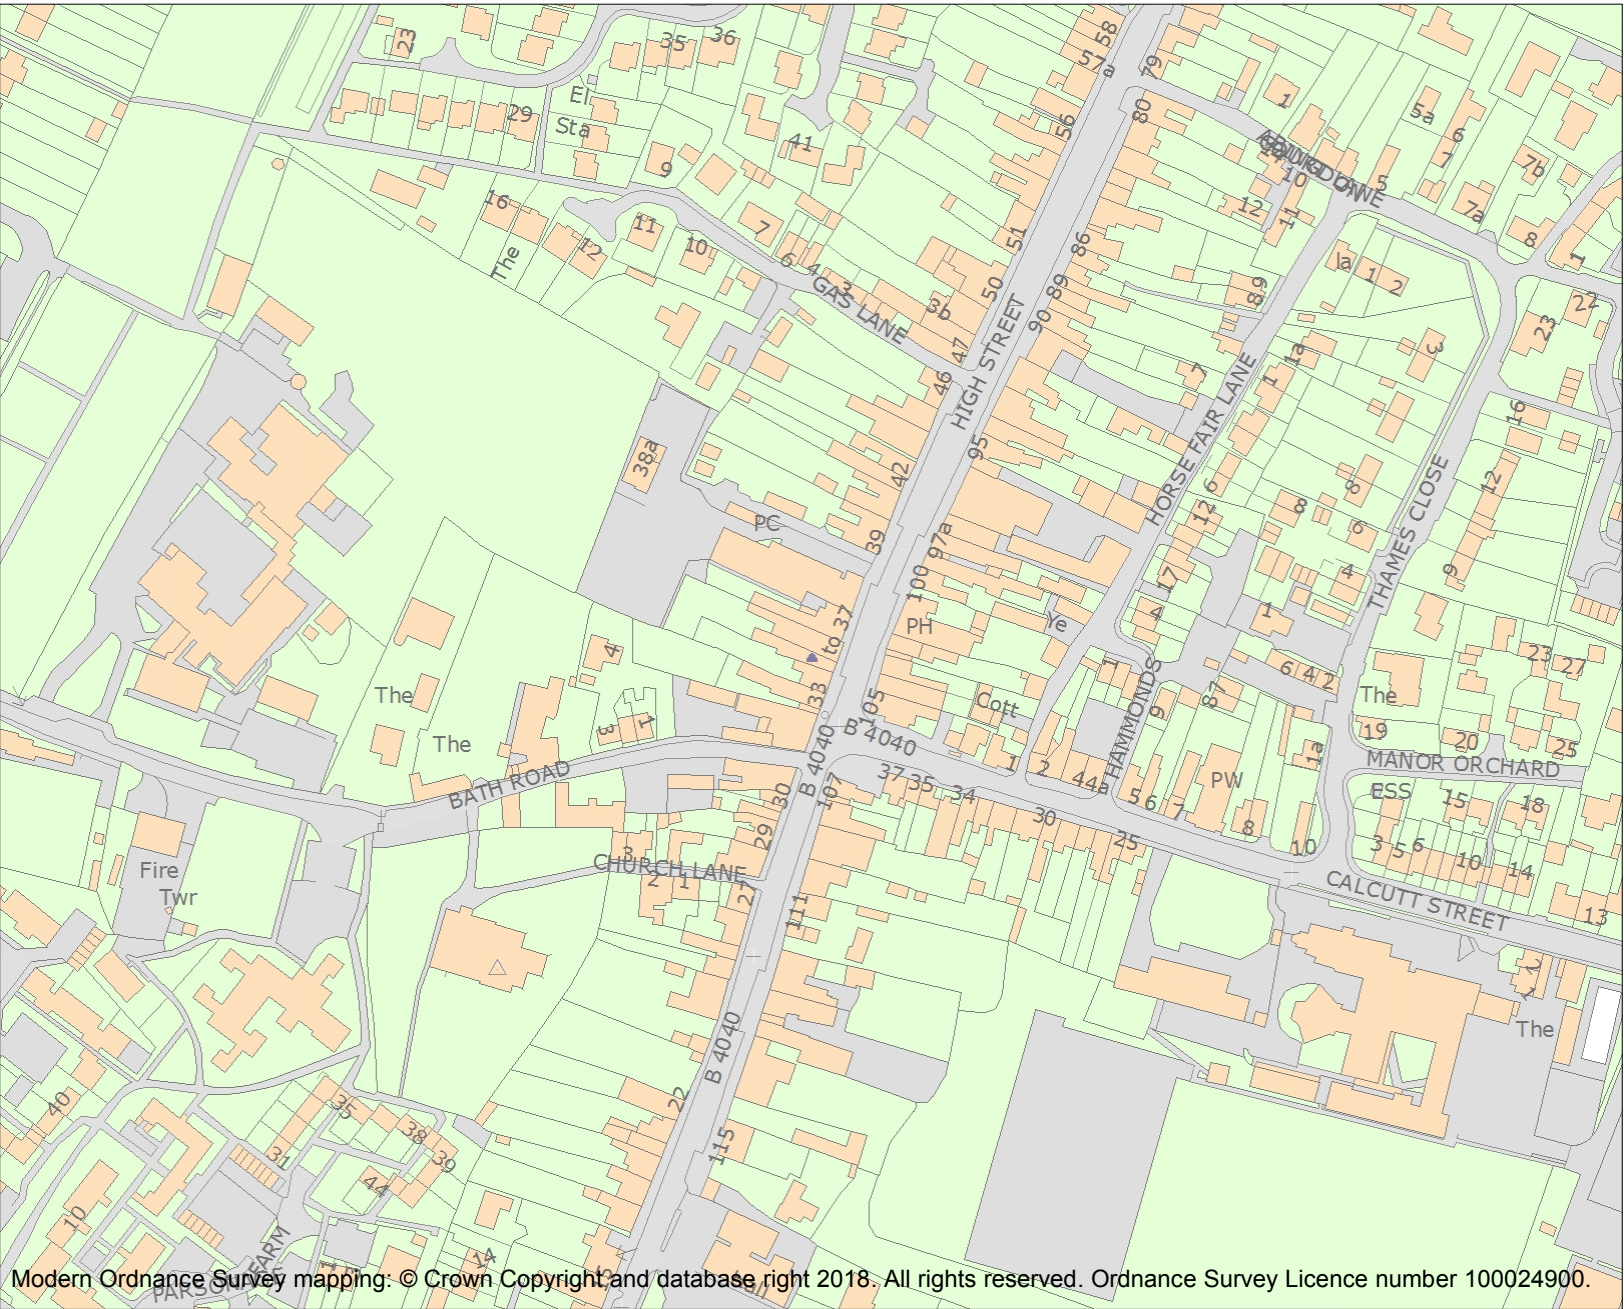 23
35
36
58
57a
79
El
Sta
29
80
56
1
5a
6
7
7b
41
9
10
5
12
11
7a
8
1
16
The
12
11
10
7
6
4
3
GAS LANE
3b
51
50
86
89
90
HIGH STREET
47
46
8 9
la
1
2
22
23
3
1a
1
7
HORSE FAIR LANE
16
38a
42
95
12
6
12
8
8
6
THAMES CLOSE
PC
39
97a
100
17
4
4
9
1
to 37
PH
Ye
33
105
Cott
1
HAMMONDS
9
87
6
4
2
The
23
27
19
20
25
MANOR ORCHARD
4
The
The
3
1
BATH ROAD
B 4040
B 4040
107
37
35
34
1
2
44a
5
6
7
PW
8
1a
10
ESS
15
18
3
5
6
10
14
13
30
29
30
25
CALCUTT STREET
3
CHURCH LANE
2
1
27
111
Fire
Twr
2
1
The
B 4040
22
115
40
35
38
39
31
44
10
14
Modern Ordnance Survey mapping: © Crown Copyright and database right 2018. All rights reserved. Ordnance Survey Licence number 100024900.